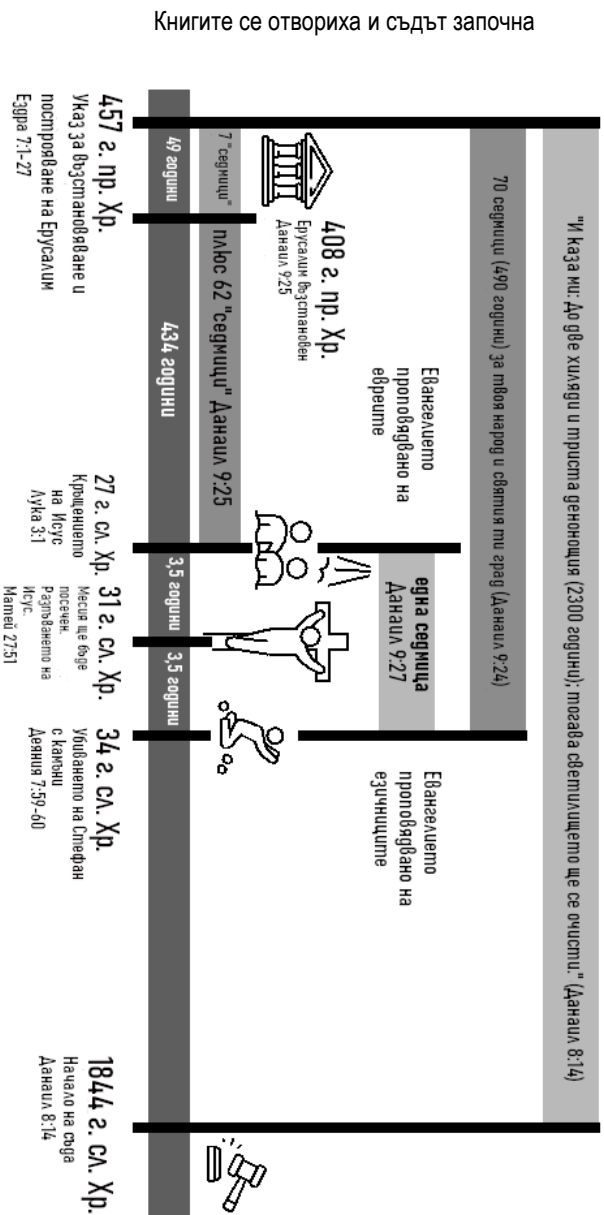 Книгите се отвориха и съдът започна
"И каза ми: До две хиляди и триста денонощия (2300 години); тогава светилището ще се очисти." (Данаил 8:14)
70 седмици (490 години) за твоя народ и святия ти град (Данаил 9:24)
Евангелието
проповядвано на
евреите
една седмица
Данаил 9:27
Евангелието
проповядвано на
езичниците
408 г. пр. Хр.
Ерусалим възстановен
Данаил 9:25
7 "седмици"
плюс 62 "седмици" Данаил 9:25
49 години
434 години
3,5 години
3,5 години
457 г. пр. Хр.
Указ за възстановяване и
построяване на Ерусалим
Ездра 7:1-27
27 г. сл. Хр.
Кръщението
на Исус
Лука 3:1
31 г. сл. Хр.
Месия ще бъде
посечен.
Разпъването на
Исус.
Матей 27:51
34 г. сл. Хр.
Убиването на Стефан
с камъни
Деяния 7:59-60
1844 г. сл. Хр.
Начало на съда
Данаил 8:14